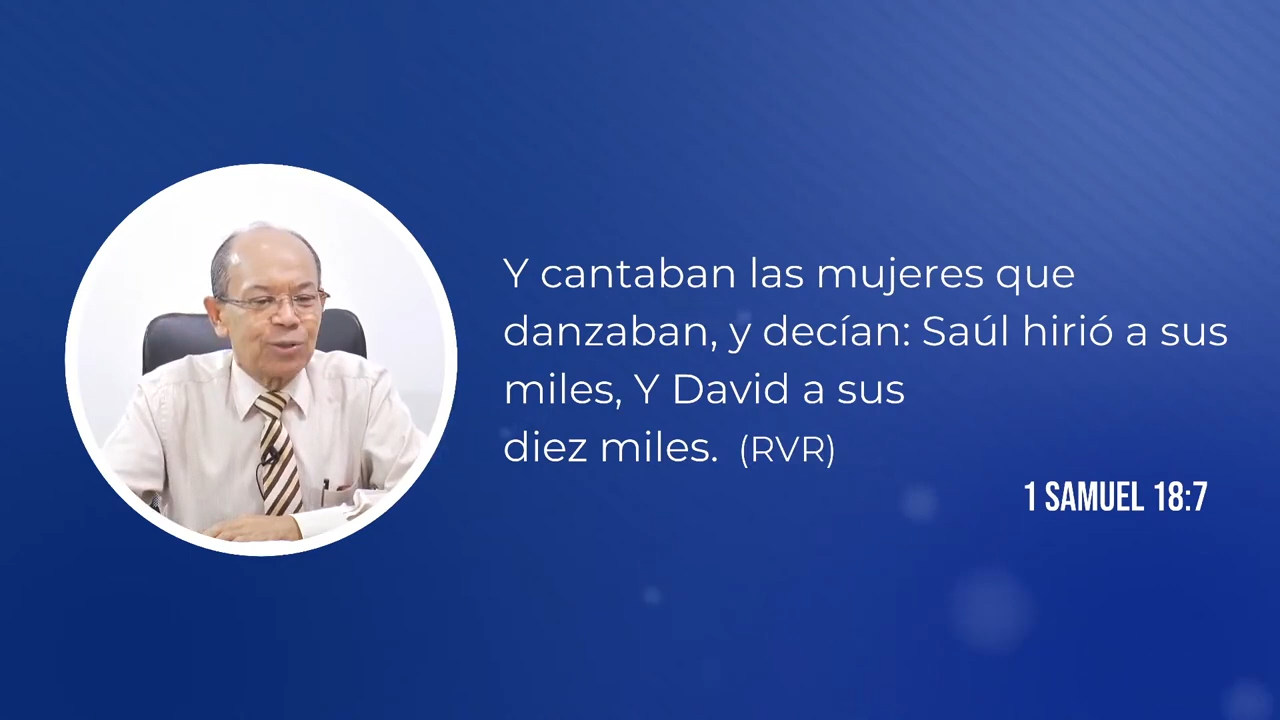 Y cantaban las mujeres que
danzaban, y decían: Saúl hirió a sus
miles, Y David a sus
diez miles. (RVR)
1 SAMUEL 18:7